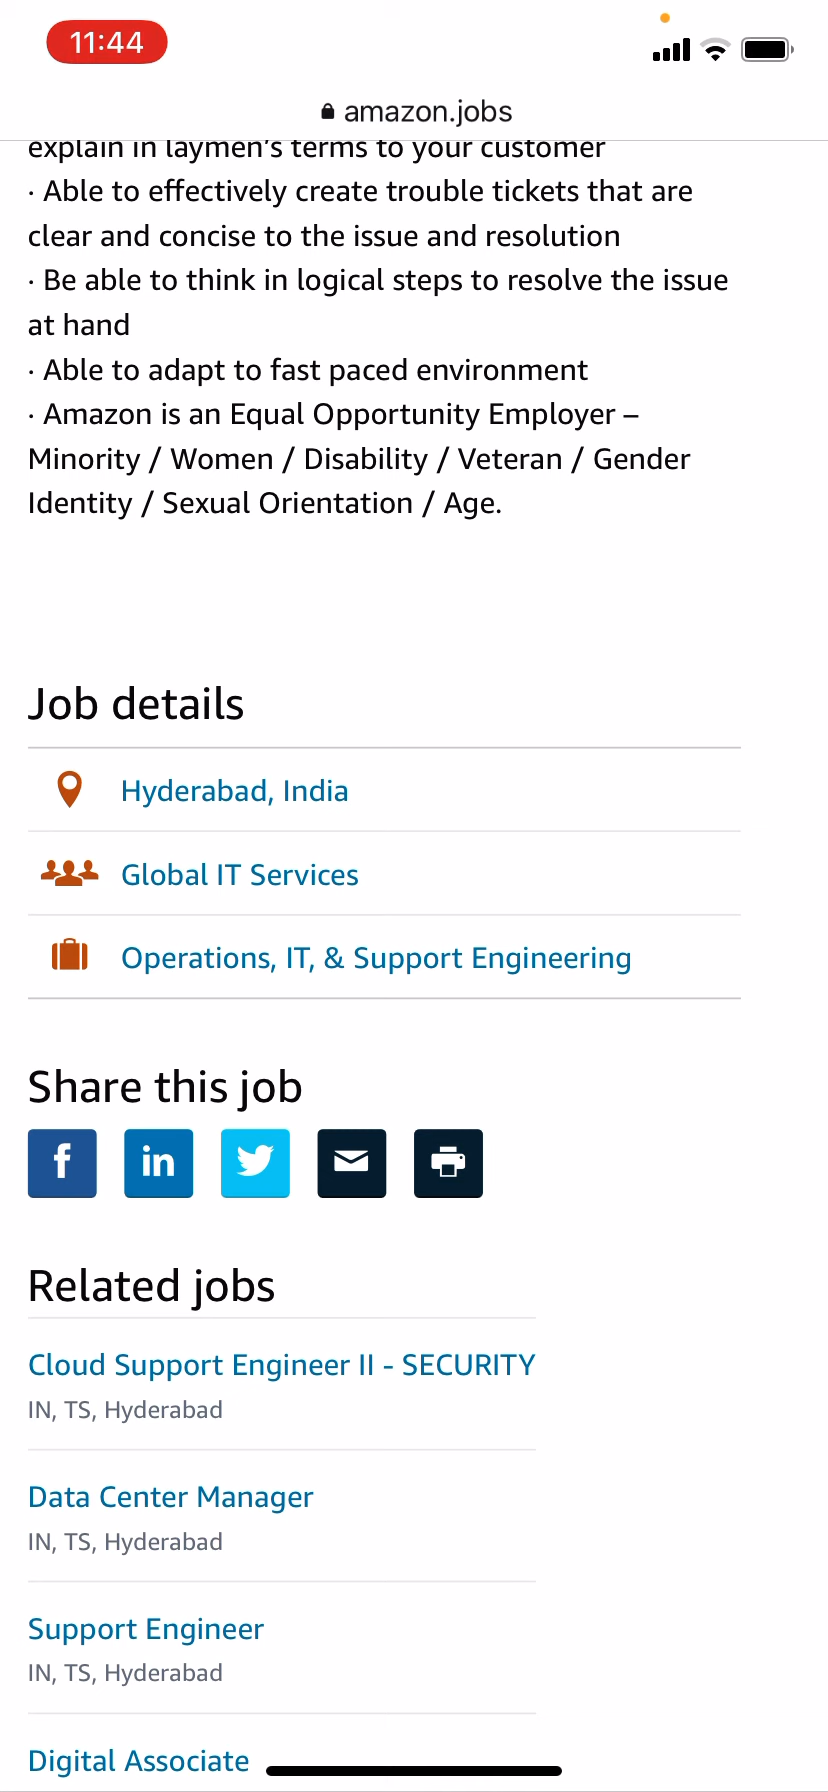 11:44
amazon.jobs
explain in laymen's terms to your customer
· Able to effectively create trouble tickets that are
clear and concise to the issue and resolution
· Be able to think in logical steps to resolve the issue
at hand
· Able to adapt to fast paced environment
· Amazon is an Equal Opportunity Employer –
Minority / Women / Disability / Veteran / Gender
Identity / Sexual Orientation / Age.
Job details
Hyderabad, India
Global IT Services
Operations, IT, & Support Engineering
Share this job
f
in
Related jobs
Cloud Support Engineer II - SECURITY
IN, TS, Hyderabad
Data Center Manager
IN, TS, Hyderabad
Support Engineer
IN, TS, Hyderabad
Digital Associate